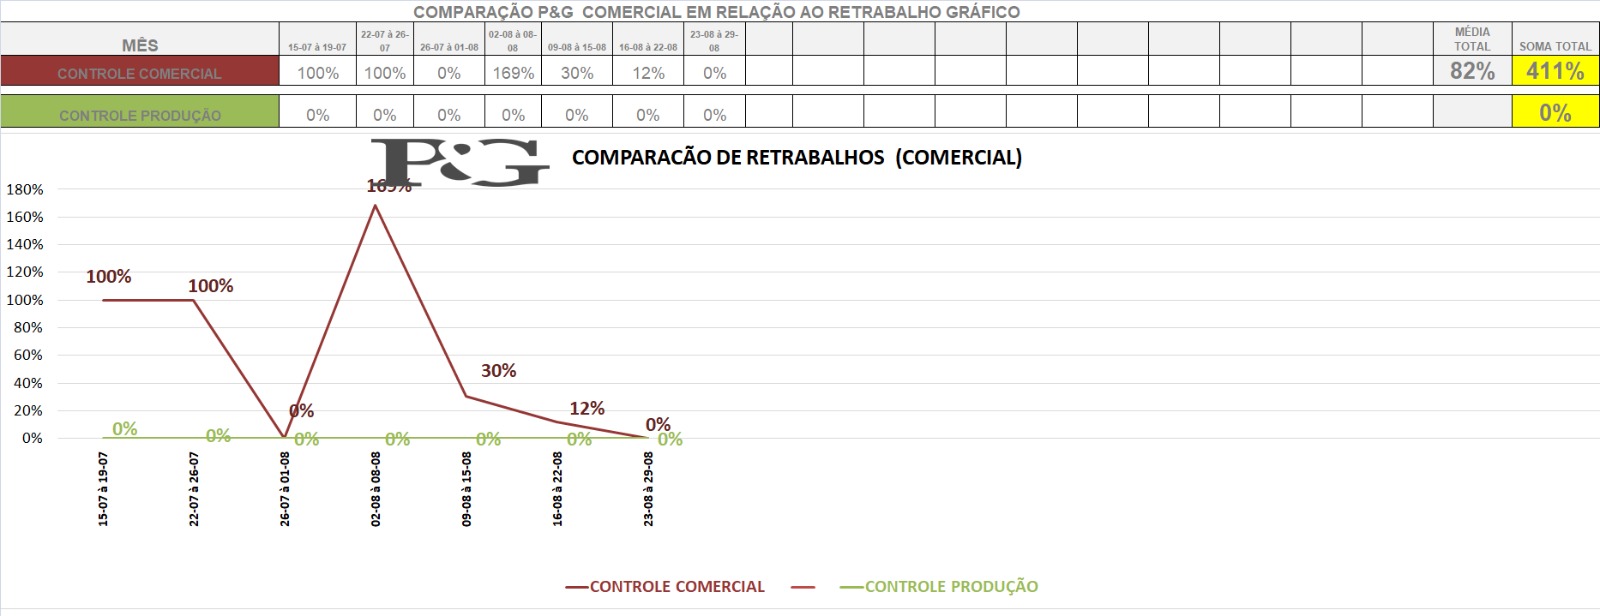 COMPARAÇÃO P&G COMERCIAL EM RELAÇÃO AO RETRABALHO GRÁFICO
MÊS 15-07 à 19-07 22-07 à 26-07 26-07 à 01-08 02-08 à 08-08 09-08 à 15-08 16-08 à 22-08 23-08 à 29-08 MÉDIA TOTAL SOMA TOTAL
CONTROLE COMERCIAL 100% 100% 0% 169% 30% 12% 0% 82% 411%
CONTROLE PRODUÇÃO 0% 0% 0% 0% 0% 0% 0% 0%
P&G
COMPARACÃO DE RETRABALHOS (COMERCIAL)
180%
160%
140%
120%
100%
80%
60%
40%
20%
0%
100% 100% 0% 169% 30% 12% 0%
0% 0% 0% 0% 0% 0% 0%
15-07 à 19-07
22-07 à 26-07
26-07 à 01-08
02-08 à 08-08
09-08 à 15-08
16-08 à 22-08
23-08 à 29-08
CONTROLE COMERCIAL CONTROLE PRODUÇÃO